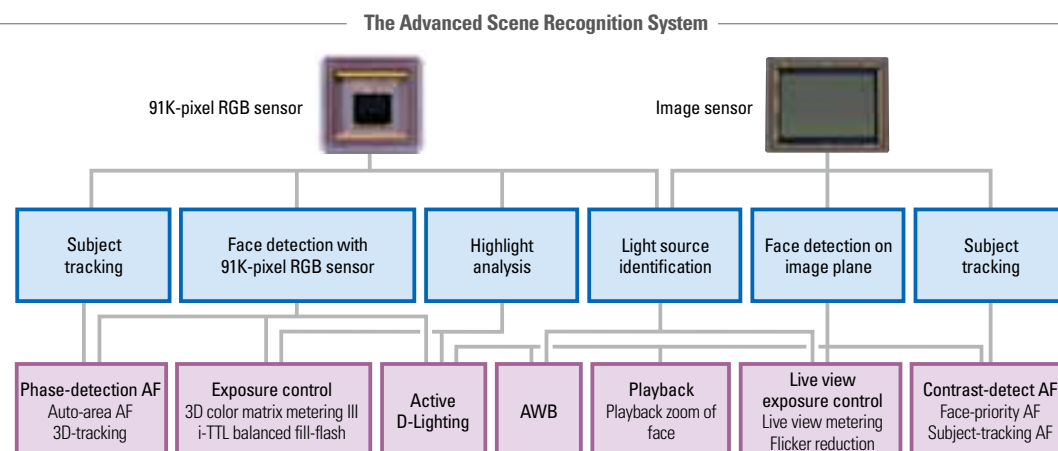 The Advanced Scene Recognition System
91K-pixel RGB sensor
Image sensor
Subject
tracking
Face detection with
91K-pixel RGB sensor
Highlight
analysis
Light source
identification
Face detection on
image plane
Subject
tracking
Phase-detection AF
Auto-area AF
3D-tracking
Exposure control
3D color matrix metering III
i-TTL balanced fill-flash
Active
D-Lighting
AWB
Playback
Playback zoom of
face
Live view
exposure control
Live view metering
Flicker reduction
Contrast-detect AF
Face-priority AF
Subject-tracking AF